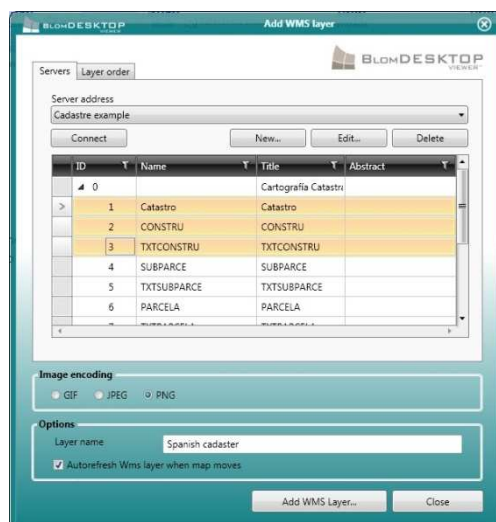 BLOMDESKTOP VIEWER Add WMS layer
BLOMDESKTOP
VIEWER
Servers Layer order
Server address
Cadastre example
Connect New... Edit... Delete
ID Name Title Abstract
0 Cartografía Catastr
1 Catastro Catastro
2 CONSTRU CONSTRU
3 TXTCONSTRU TXTCONSTRU
4 SUBPARCE SUBPARCE
5 TXTSUBPARCE TXTSUBPARCE
6 PARCELA PARCELA
Image encoding
GIF JPEG PNG
Options
Layer name Spanish cadaster
Autorefresh Wms layer when map moves
Add WMS Layer... Close